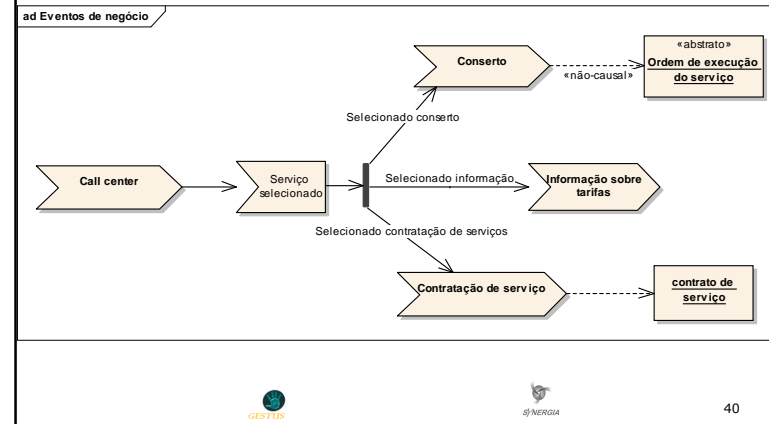 ad Eventos de negócio
«abstrato»
Ordem de execução
do serviço
Conserto
«não-causal»
Selecionado conserto
Call center
Serviço
selecionado
Selecionado informação
Informação sobre
tarifas
Selecionado contratação de serviços
Contratação de serviço
contrato de
serviço
GESTUS
SYNERGIA
40